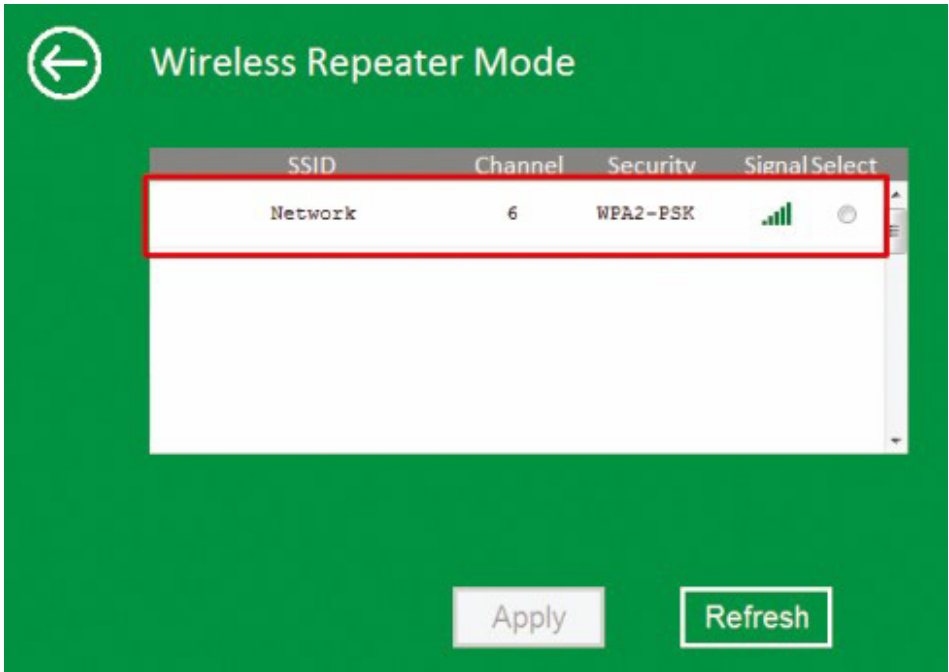 Wireless Repeater Mode
SSID Channel Security Signal Select
Network 6 WPA2-PSK
Apply Refresh